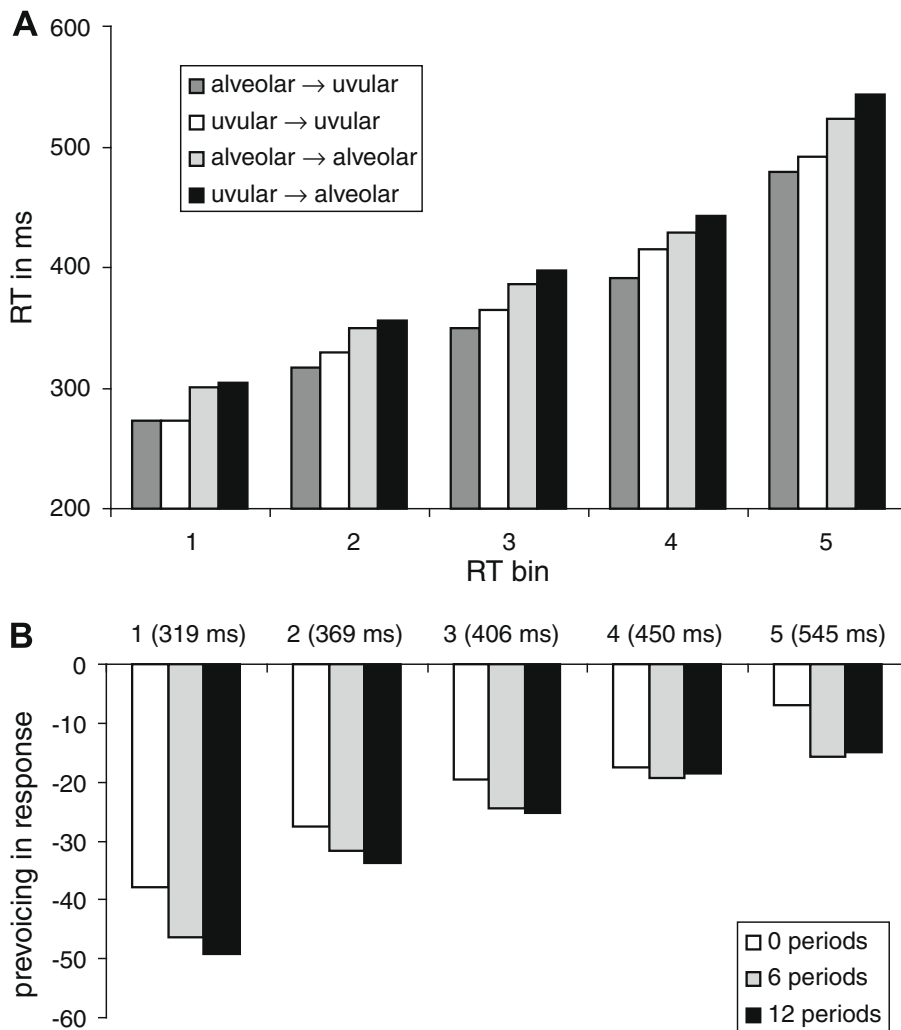 A
600
500
400
300
200
RT in ms
alveolar → uvular
uvular → uvular
alveolar → alveolar
uvular → alveolar
1 2 3 4 5
RT bin
B
1 (319 ms) 2 (369 ms) 3 (406 ms) 4 (450 ms) 5 (545 ms)
0
-10
-20
-30
-40
-50
-60
prevoicing in response
0 periods
6 periods
12 periods